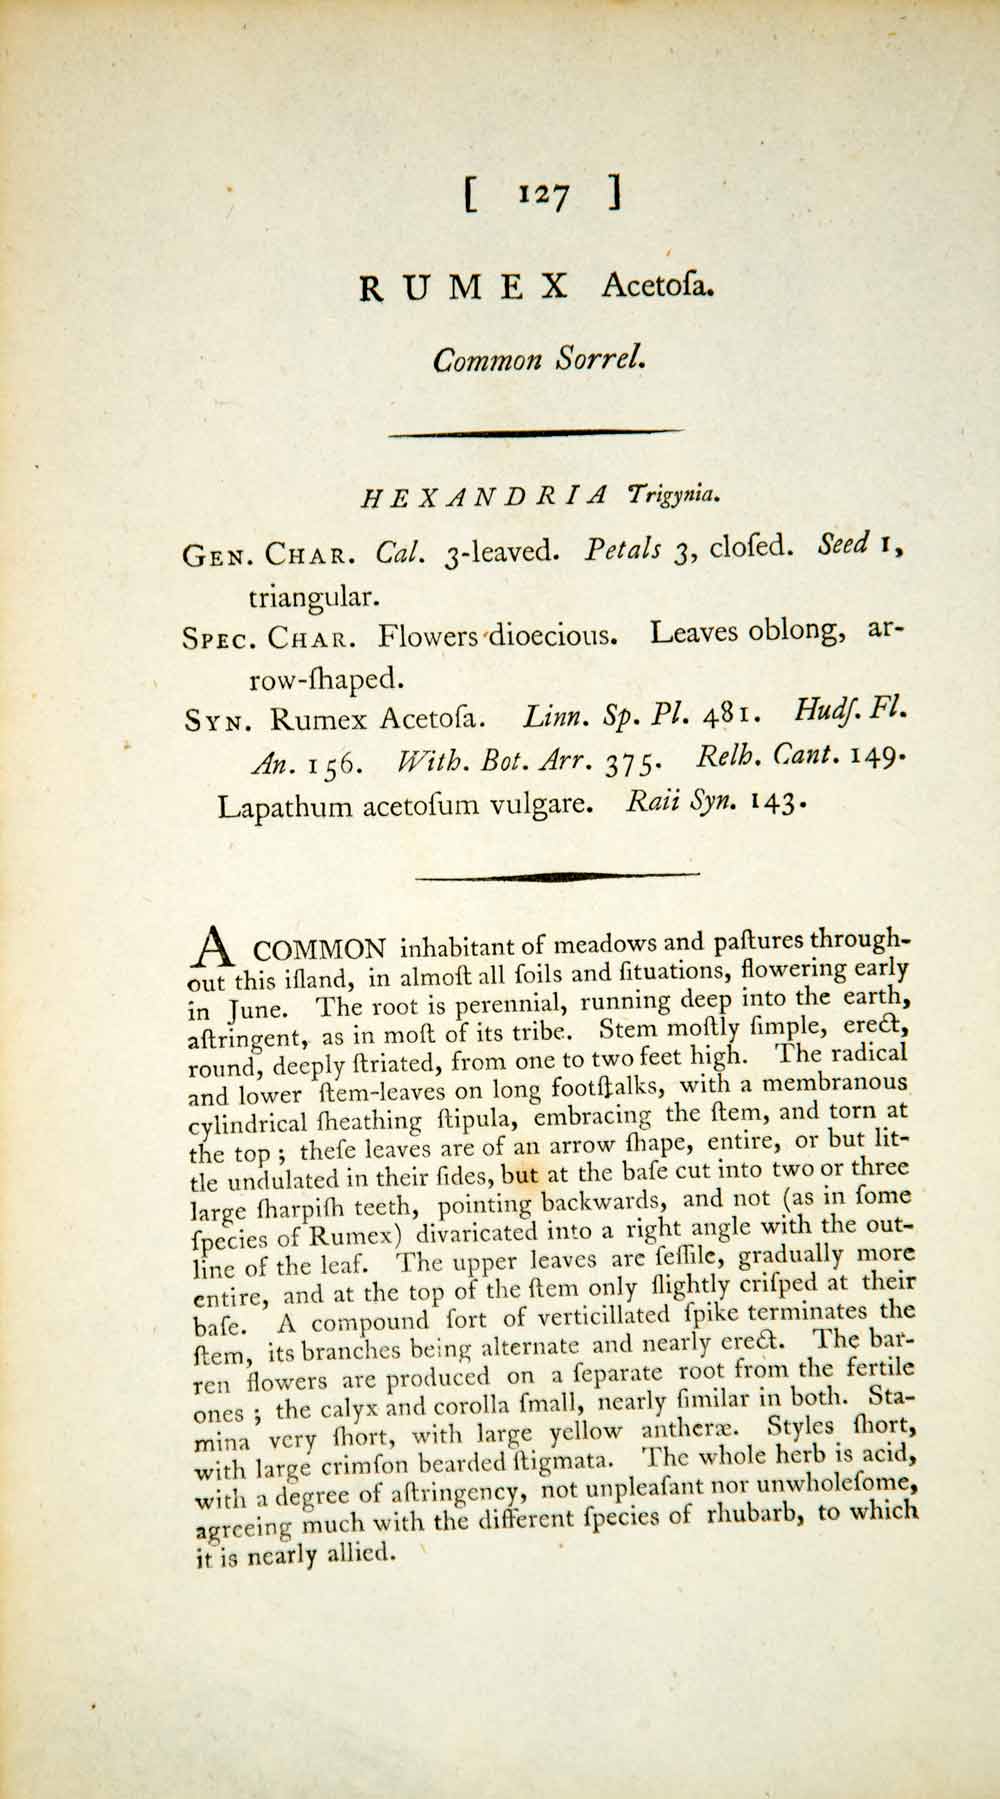 [ 127 ]
RUMEX Acetoſa.
Common Sorrel.
HEXANDRIA Trigynia.
GEN. CHAR. Cal. 3-leaved. Petals 3, cloſed. Seed 1,
triangular.
SPEC. CHAR. Flowers dioecious. Leaves oblong, ar-
row-ſhaped.
SYN. Rumex Acetoſa. Linn. Sp. Pl. 481. Hudſ. Fl.
An. 156. With. Bot. Arr. 375. Relh. Cant. 149.
Lapathum acetoſum vulgare. Raii Syn. 143.
A COMMON inhabitant of meadows and paſtures through-
out this iſland, in almoſt all ſoils and ſituations, flowering early
in June. The root is perennial, running deep into the earth,
aſtringent, as in moſt of its tribe. Stem moſtly ſimple, erect,
round, deeply ſtriated, from one to two feet high. The radical
and lower ſtem-leaves on long footſtalks, with a membranous
cylindrical ſheathing ſtipula, embracing the ſtem, and torn at
the top ; theſe leaves are of an arrow ſhape, entire, or but lit-
tle undulated in their ſides, but at the baſe cut into two or three
large ſharpiſh teeth, pointing backwards, and not (as in ſome
ſpecies of Rumex) divaricated into a right angle with the out-
line of the leaf. The upper leaves are ſeſſile, gradually more
entire, and at the top of the ſtem only ſlightly criſped at their
baſe. A compound ſort of verticillated ſpike terminates the
ſtem, its branches being alternate and nearly erect. The bar-
ren flowers are produced on a ſeparate root from the fertile
ones ; the calyx and corolla ſmall, nearly ſimilar in both. Sta-
mina very ſhort, with large yellow antheræ. Styles ſhort,
with large crimſon bearded ſtigmata. The whole herb is acid,
with a degree of aſtringency, not unpleaſant nor unwholeſome,
agreeing much with the different ſpecies of rhubarb, to which
it is nearly allied.